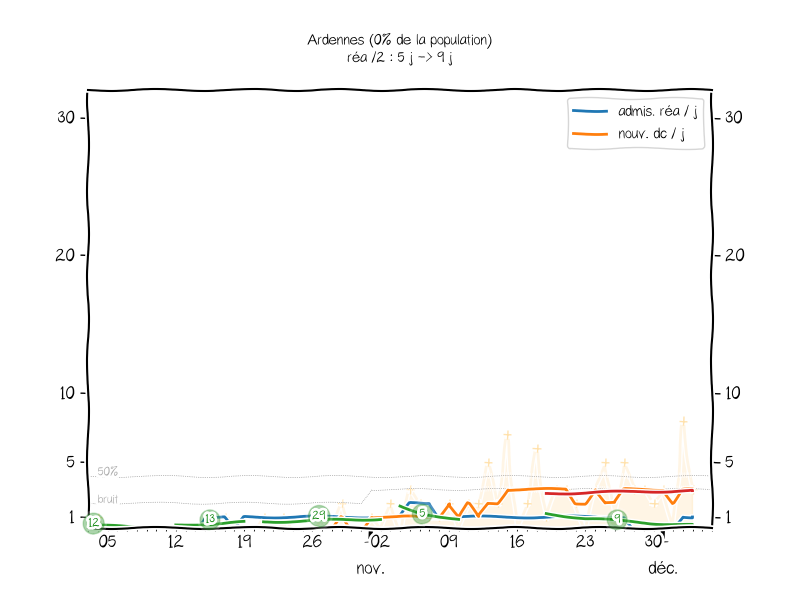 Ardennes (0% de la population)
réa /2 : 5 j -> 9 j
admis. réa / j
nouv. dc / j
30 30
20 20
10 10
5 5
50%
bruit
1 1
12 13 29 5 9
05 12 19 26 02 09 16 23 30
nov. déc.